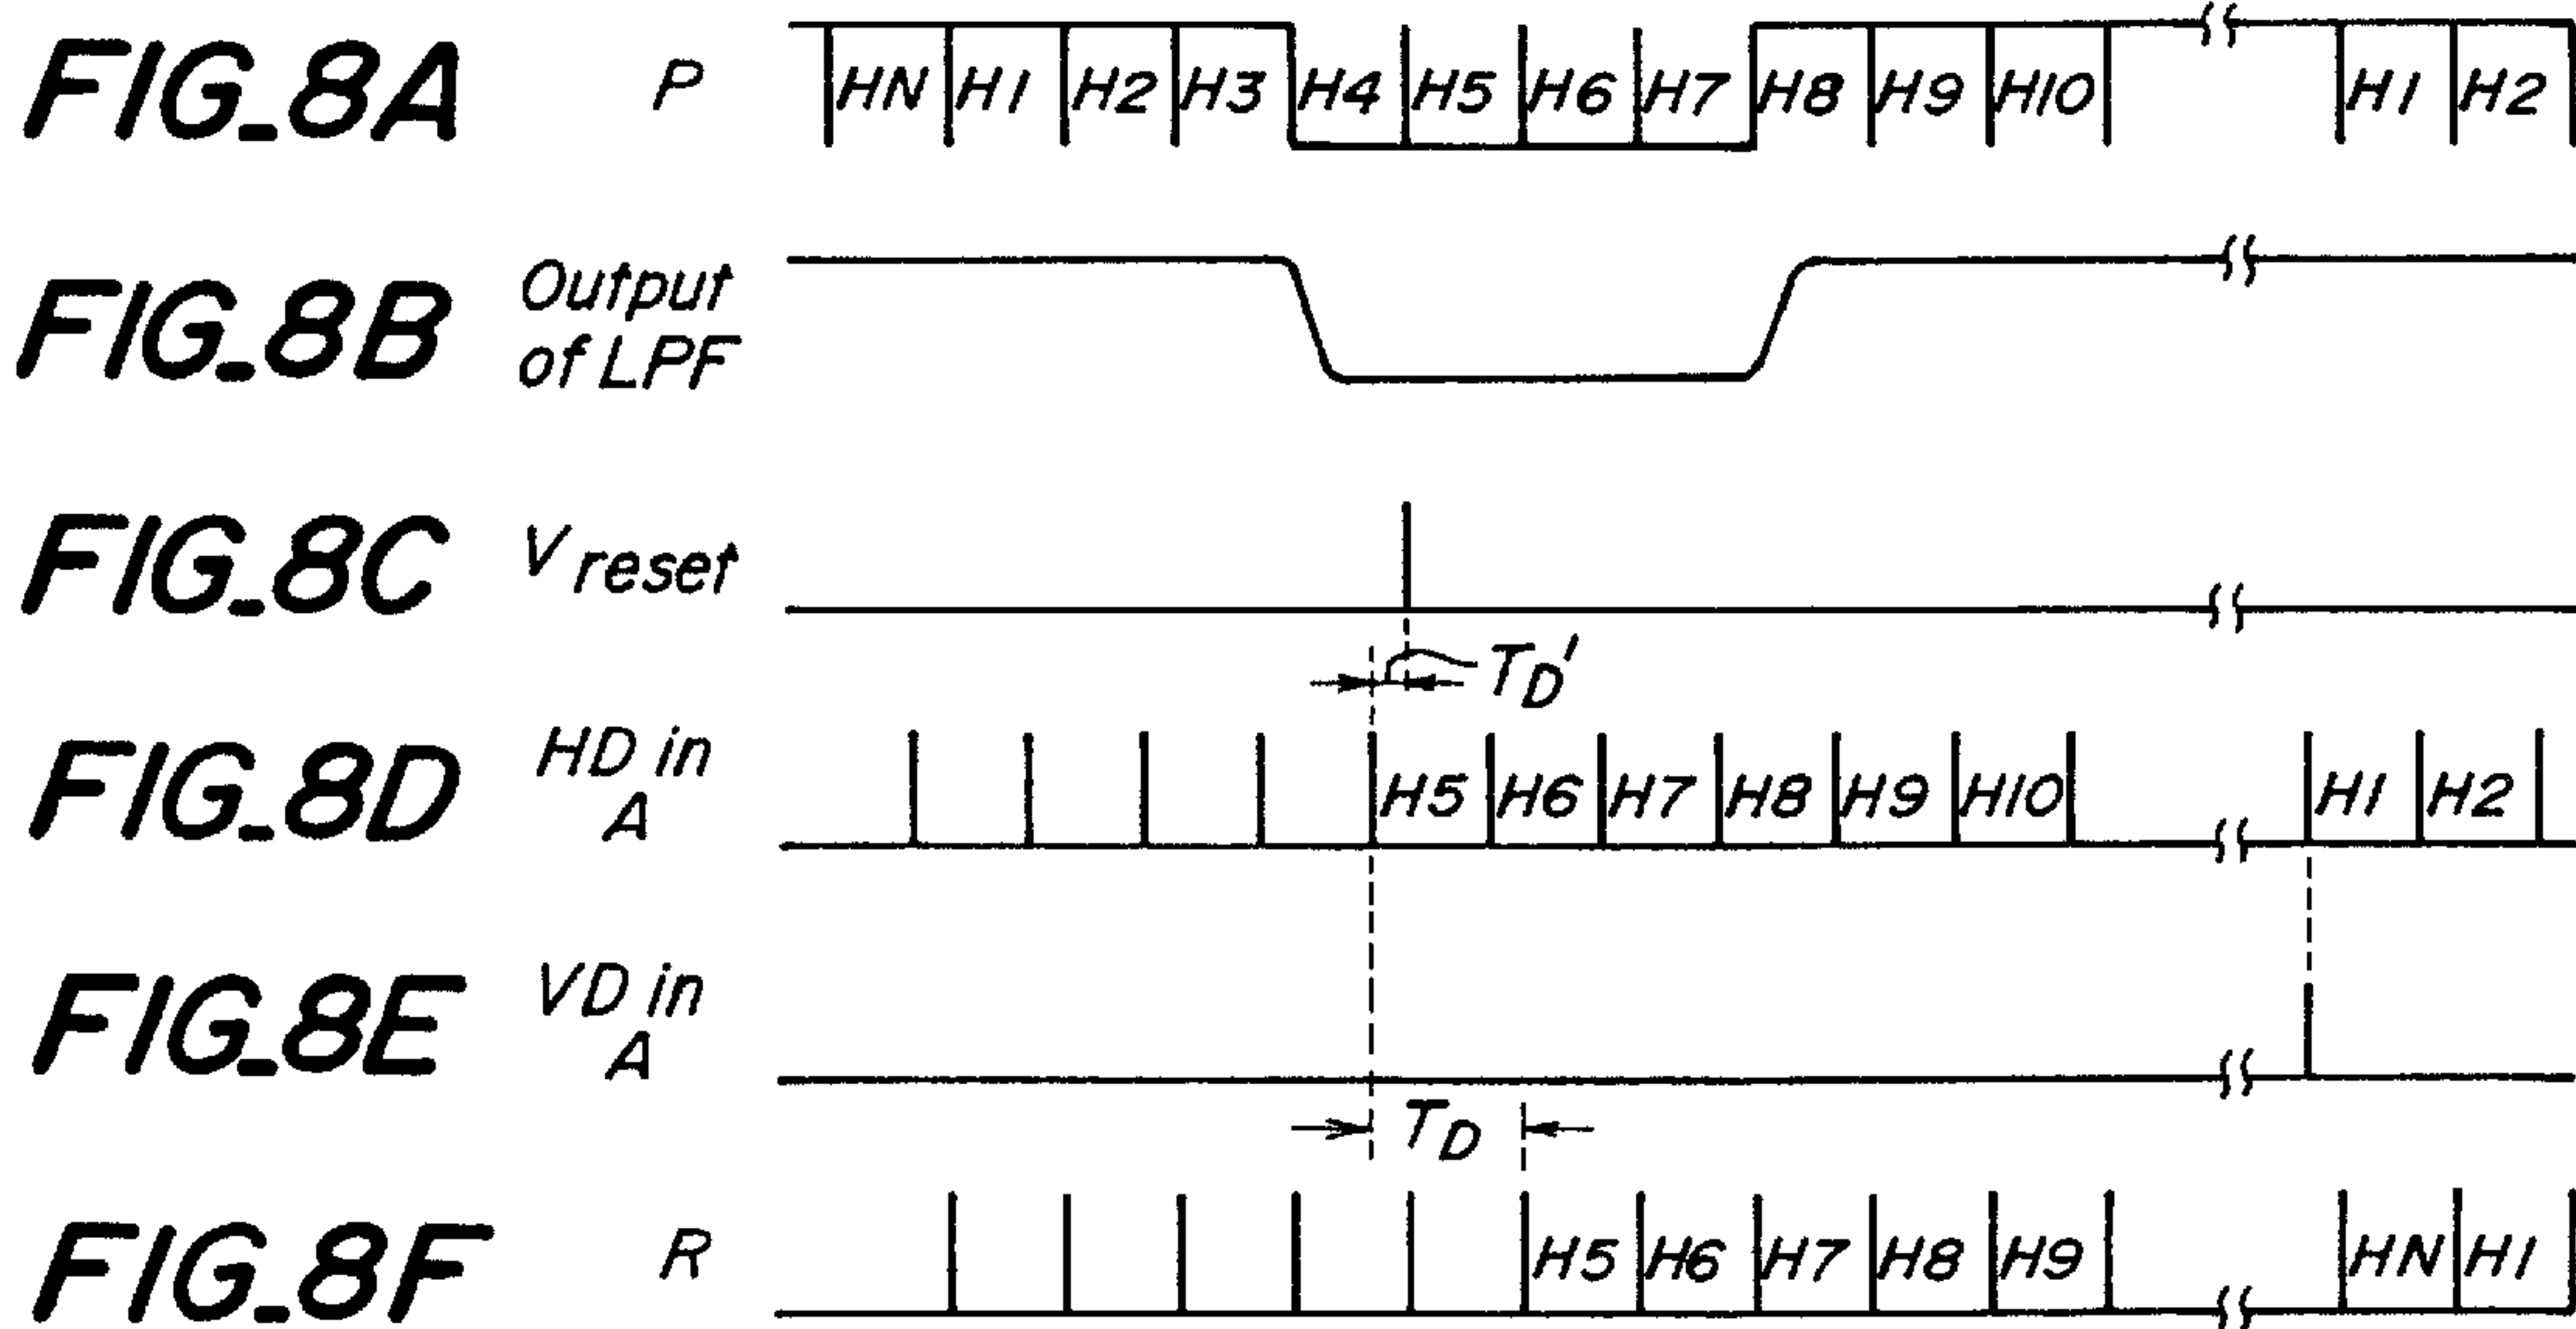 FIG_8A P HN H1 H2 H3 H4 H5 H6 H7 H8 H9 H10 H1 H2
FIG_8B Output of LPF
FIG_8C V reset
TD'
FIG_8D HD in A H5 H6 H7 H8 H9 H10 H1 H2
FIG_8E VD in A
TD
FIG_8F R H5 H6 H7 H8 H9 HN H1